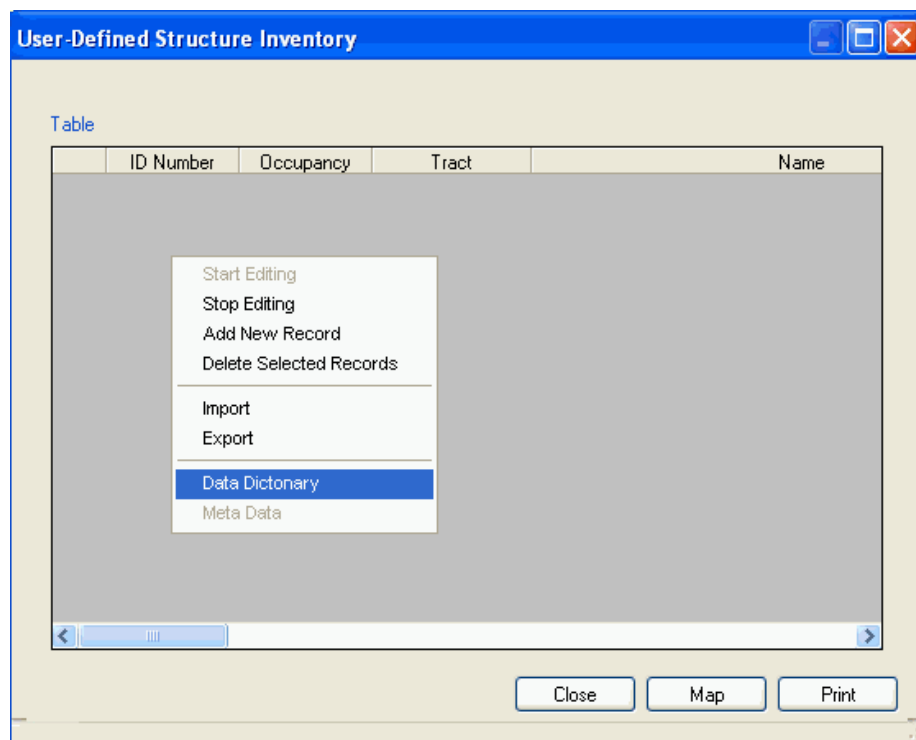 User-Defined Structure Inventory
Table
ID Number Occupancy Tract Name
Start Editing
Stop Editing
Add New Record
Delete Selected Records
Import
Export
Data Dictonary
Meta Data
Close Map Print